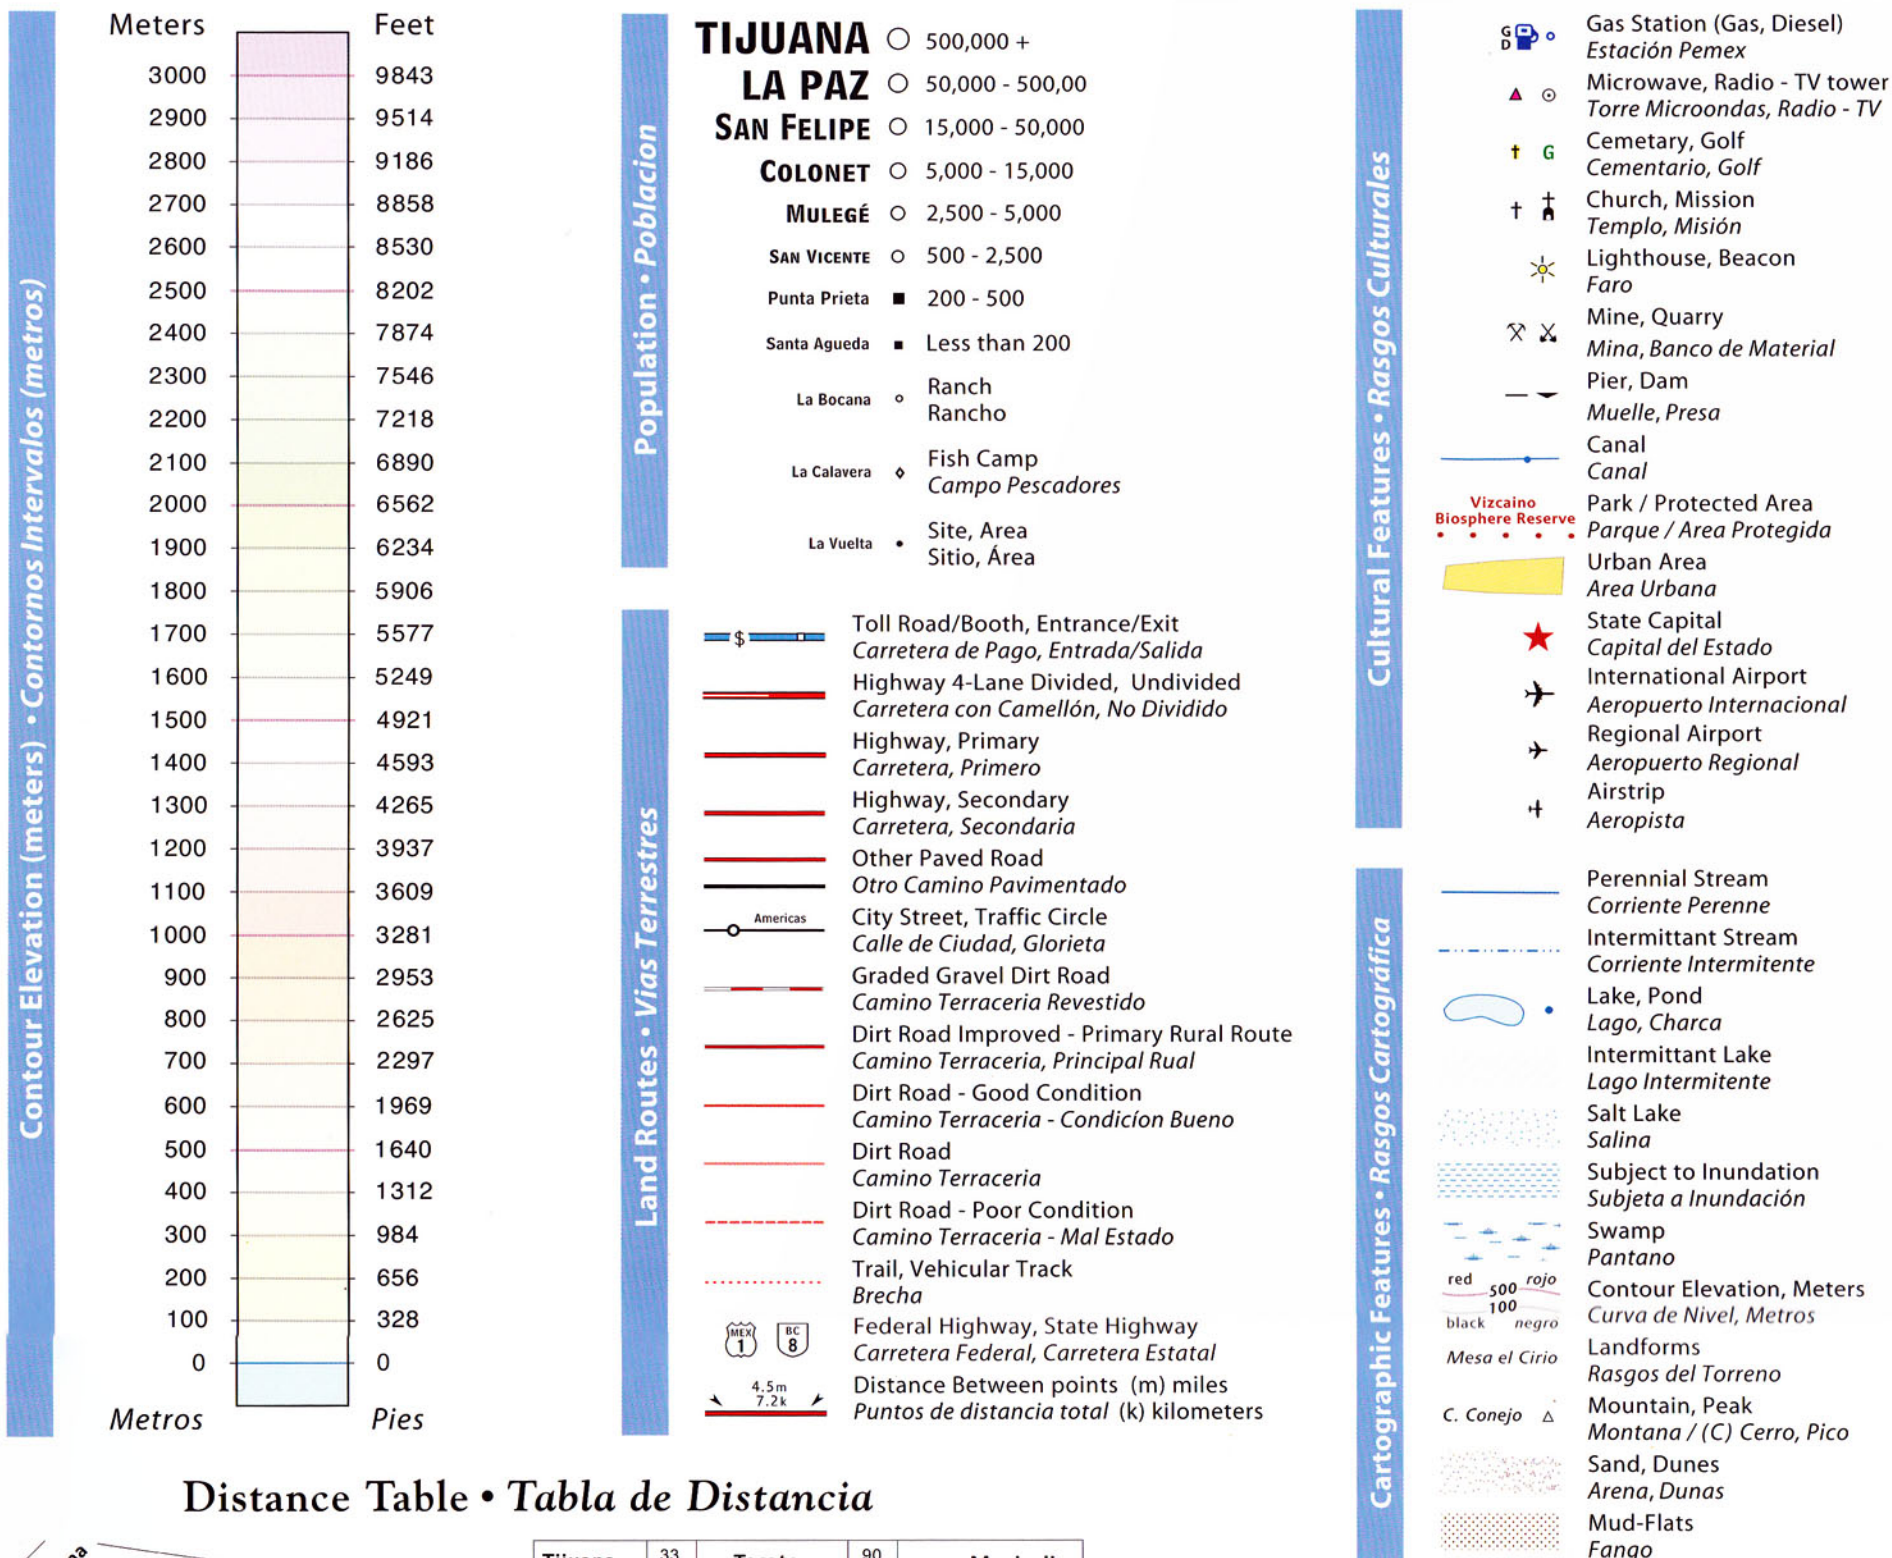 Meters Feet
3000 9843
2900 9514
2800 9186
2700 8858
2600 8530
2500 8202
2400 7874
2300 7546
2200 7218
2100 6890
2000 6562
1900 6234
1800 5906
1700 5577
1600 5249
1500 4921
1400 4593
1300 4265
1200 3937
1100 3609
1000 3281
900 2953
800 2625
700 2297
600 1969
500 1640
400 1312
300 984
200 656
100 328
0 0
Metros Pies
Contour Elevation (meters) • Contornos Intervalos (metros)
Population • Poblacion
TIJUANA 500,000 +
LA PAZ 50,000 - 500,00
SAN FELIPE 15,000 - 50,000
COLONET 5,000 - 15,000
MULEGÉ 2,500 - 5,000
SAN VICENTE 500 - 2,500
Punta Prieta 200 - 500
Santa Agueda Less than 200
La Bocana Ranch
Rancho
La Calavera Fish Camp
Campo Pescadores
La Vuelta Site, Area
Sitio, Área
Land Routes • Vias Terrestres
$ Toll Road/Booth, Entrance/Exit
Carretera de Pago, Entrada/Salida
Highway 4-Lane Divided, Undivided
Carretera con Camellón, No Dividido
Highway, Primary
Carretera, Primero
Highway, Secondary
Carretera, Secondaria
Other Paved Road
Otro Camino Pavimentado
Americas City Street, Traffic Circle
Calle de Ciudad, Glorieta
Graded Gravel Dirt Road
Camino Terraceria Revestido
Dirt Road Improved - Primary Rural Route
Camino Terraceria, Principal Rual
Dirt Road - Good Condition
Camino Terraceria - Condicíon Bueno
Dirt Road
Camino Terraceria
Dirt Road - Poor Condition
Camino Terraceria - Mal Estado
Trail, Vehicular Track
Brecha
MEX 1 BC 8 Federal Highway, State Highway
Carretera Federal, Carretera Estatal
4.5m Distance Between points (m) miles
7.2k Puntos de distancia total (k) kilometers
Cultural Features • Rasgos Culturales
G D Gas Station (Gas, Diesel)
Estación Pemex
Microwave, Radio - TV tower
Torre Microondas, Radio - TV
G Cemetary, Golf
Cementario, Golf
Church, Mission
Templo, Misión
Lighthouse, Beacon
Faro
Mine, Quarry
Mina, Banco de Material
Pier, Dam
Muelle, Presa
Canal
Canal
Vizcaino Park / Protected Area
Biosphere Reserve Parque / Area Protegida
Urban Area
Area Urbana
State Capital
Capital del Estado
International Airport
Aeropuerto Internacional
Regional Airport
Aeropuerto Regional
Airstrip
Aeropista
Cartographic Features • Rasgos Cartográfica
Perennial Stream
Corriente Perenne
Intermittant Stream
Corriente Intermitente
Lake, Pond
Lago, Charca
Intermittant Lake
Lago Intermitente
Salt Lake
Salina
Subject to Inundation
Subjeta a Inundación
Swamp
Pantano
red 500 rojo Contour Elevation, Meters
black 100 negro Curva de Nivel, Metros
Mesa el Cirio Landforms
Rasgos del Torreno
C. Conejo Mountain, Peak
Montana / (C) Cerro, Pico
Sand, Dunes
Arena, Dunas
Mud-Flats
Fango
Distance Table • Tabla de Distancia
33 90